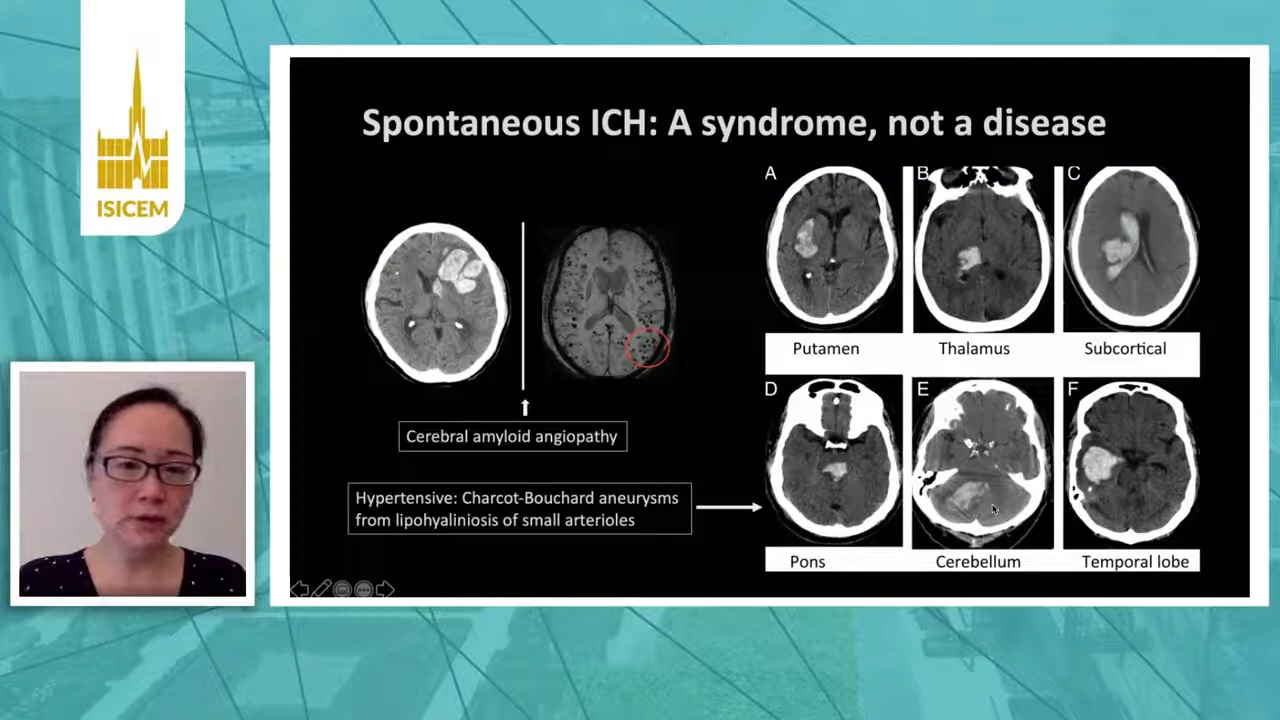 ISICEM
Spontaneous ICH: A syndrome, not a disease
A
B
C
Putamen
Thalamus
Subcortical
Cerebral amyloid angiopathy
Hypertensive: Charcot-Bouchard aneurysms
from lipohyaliniosis of small arterioles
D
E
F
Pons
Cerebellum
Temporal lobe